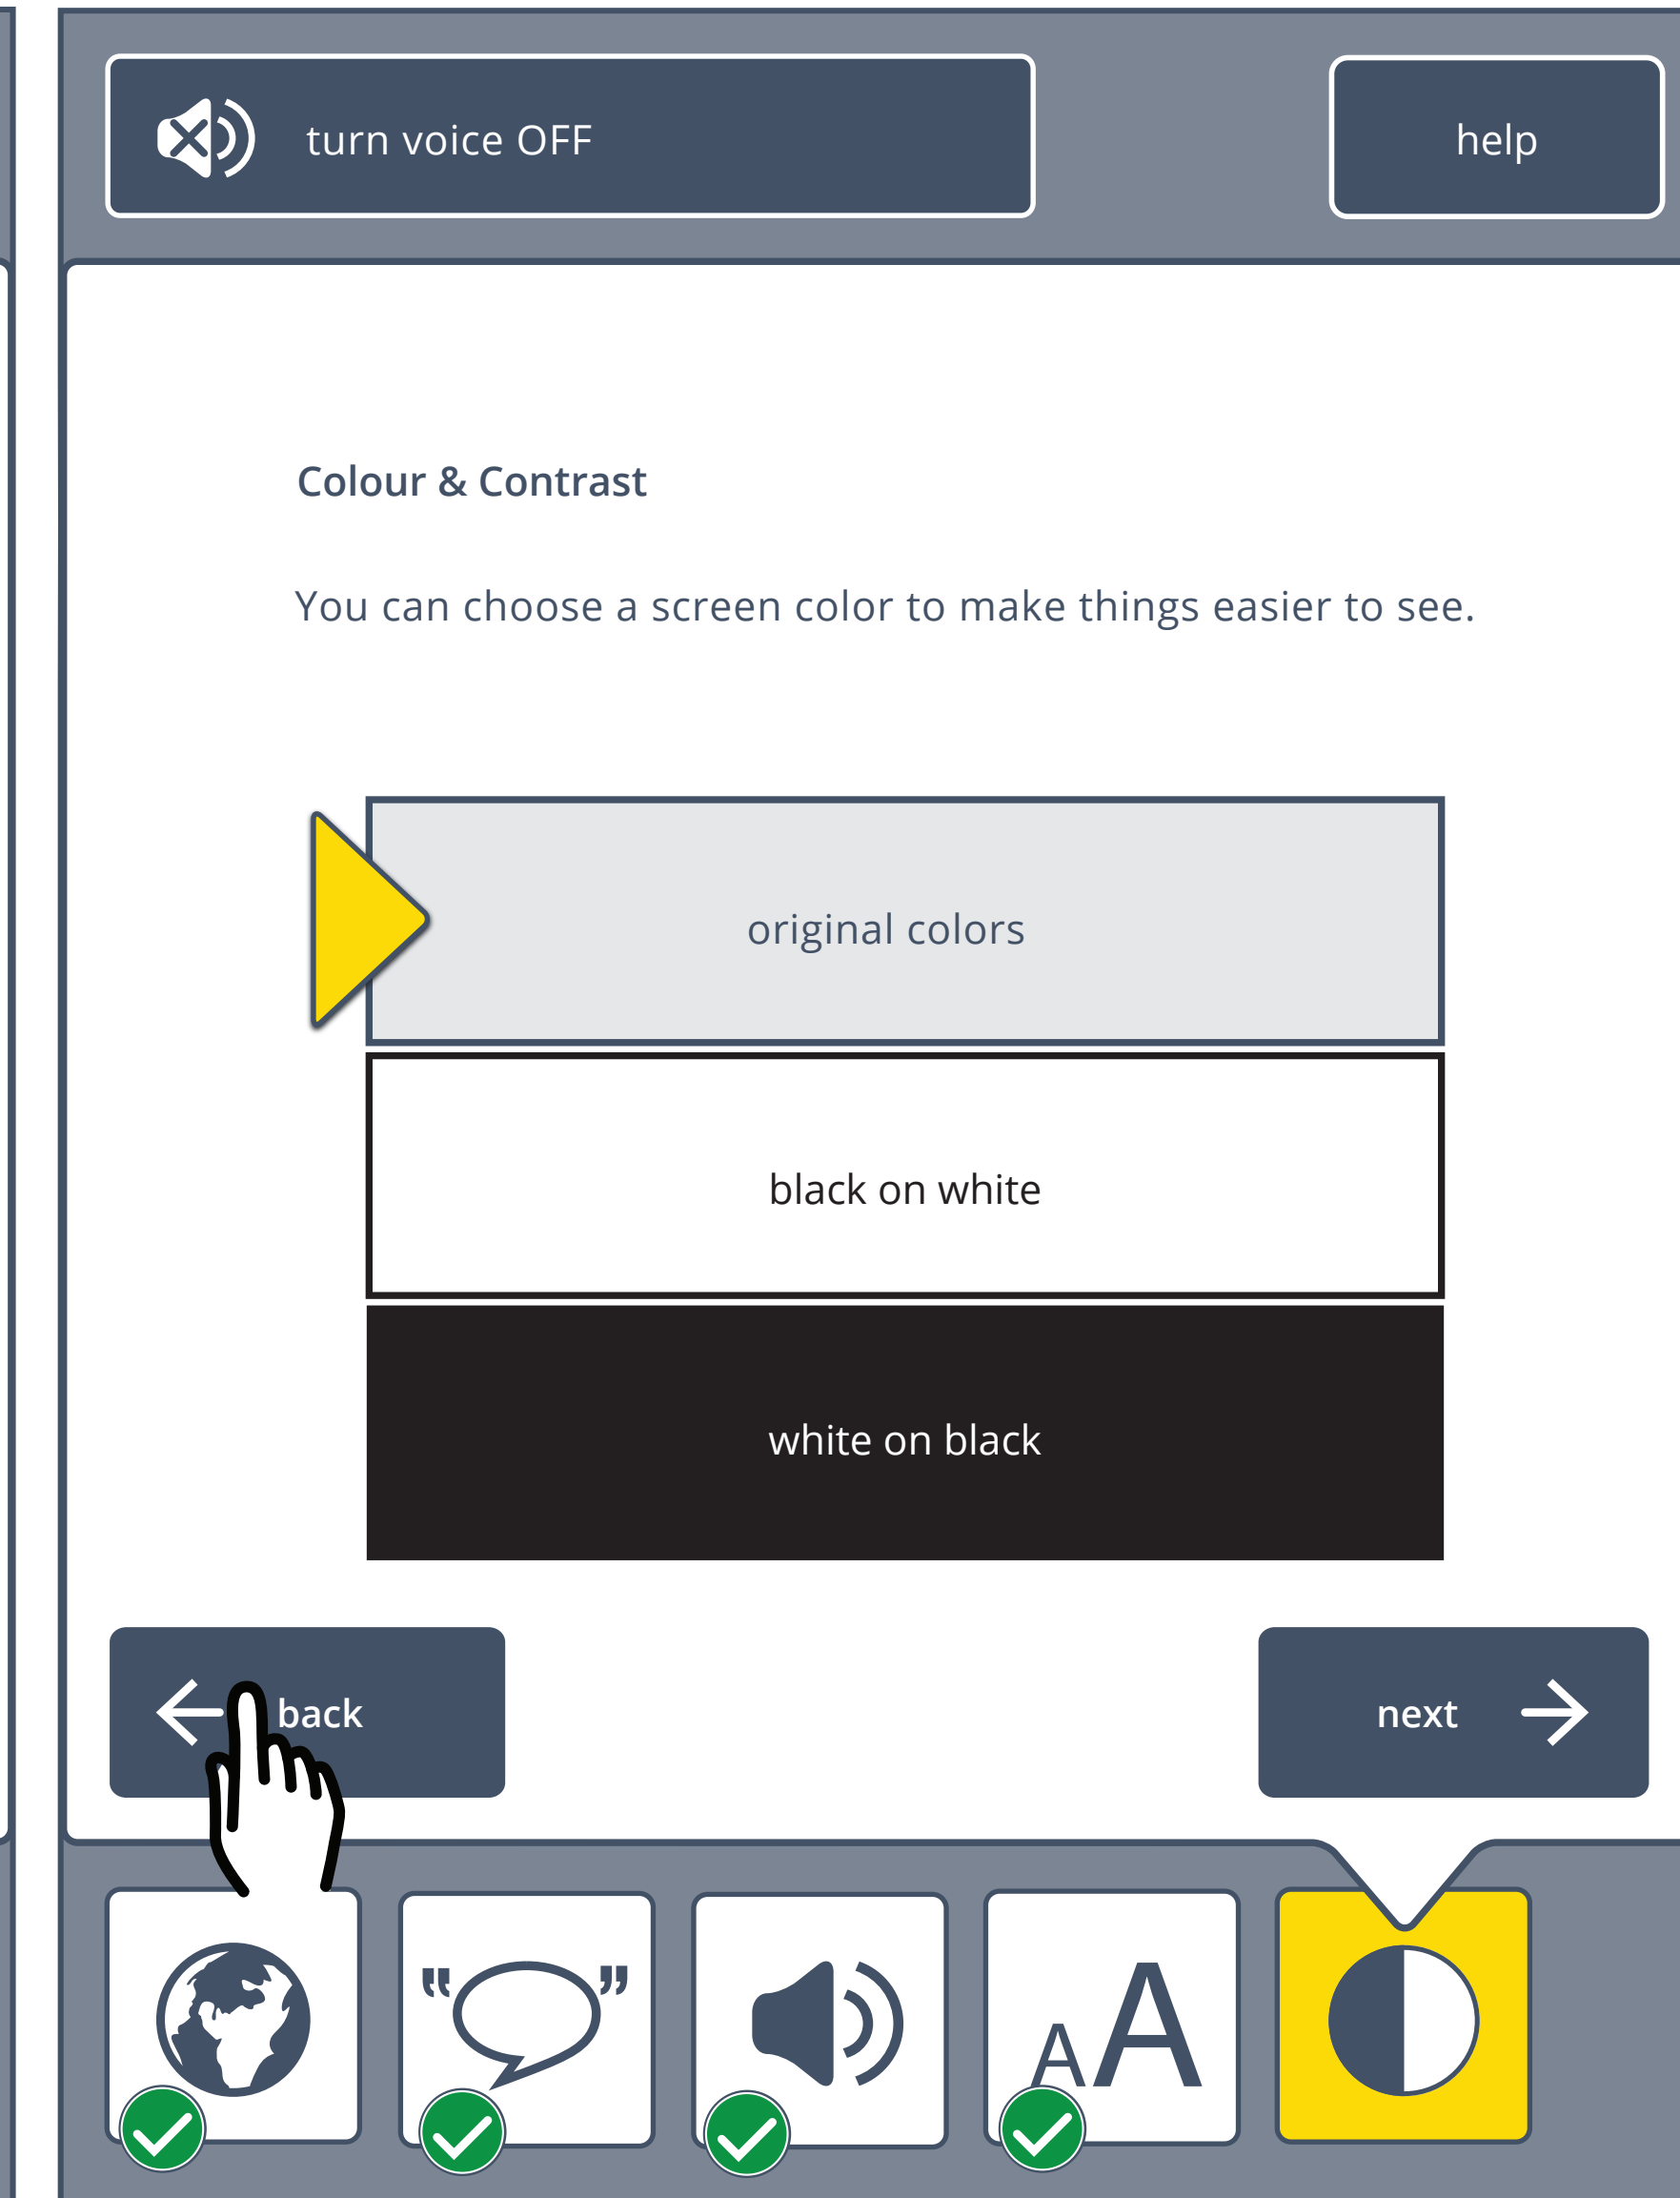 turn voice OFF
help
Colour & Contrast
You can choose a screen color to make things easier to see.
original colors
black on white
white on black
back
next
“ ”
AA